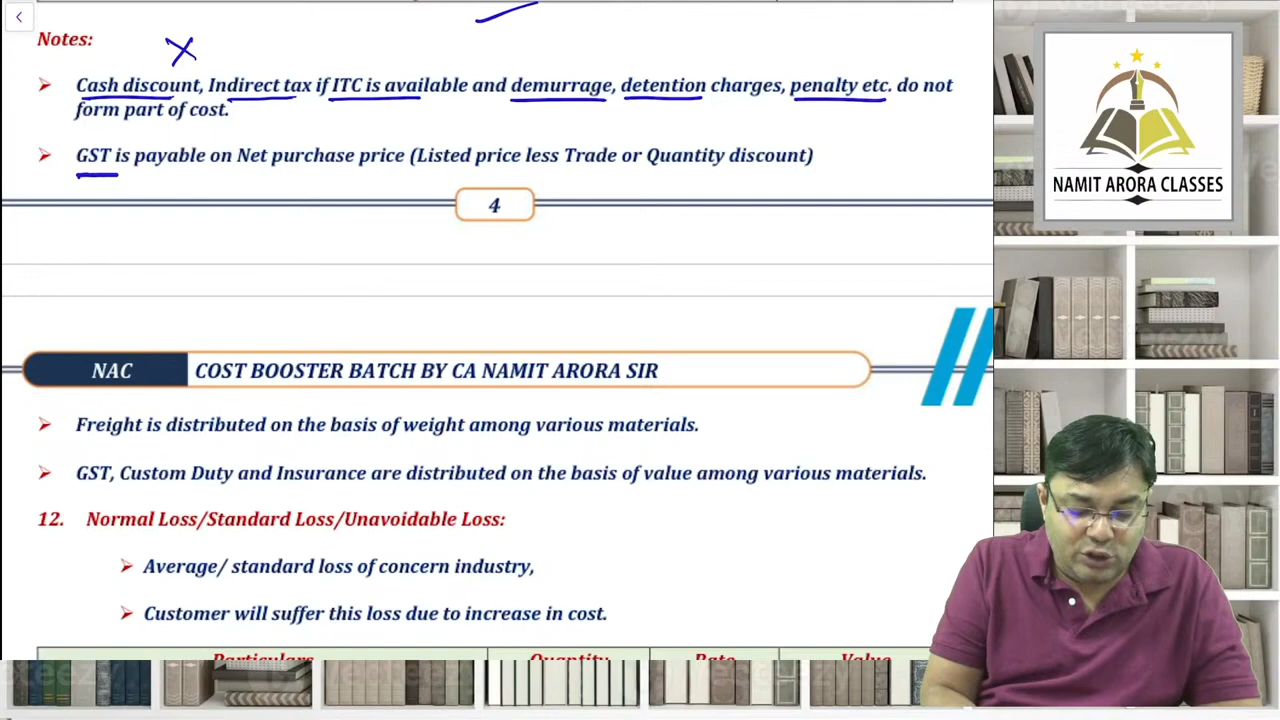 Notes:
➤ Cash discount, Indirect tax if ITC is available and demurrage, detention charges, penalty etc. do not
form part of cost.
➤ GST is payable on Net purchase price (Listed price less Trade or Quantity discount)
4
NAC COST BOOSTER BATCH BY CA NAMIT ARORA SIR
➤ Freight is distributed on the basis of weight among various materials.
➤ GST, Custom Duty and Insurance are distributed on the basis of value among various materials.
12. Normal Loss/Standard Loss/Unavoidable Loss:
➤ Average/ standard loss of concern industry,
➤ Customer will suffer this loss due to increase in cost.
Particulars Quantity Rate Value
NAMIT ARORA CLASSES